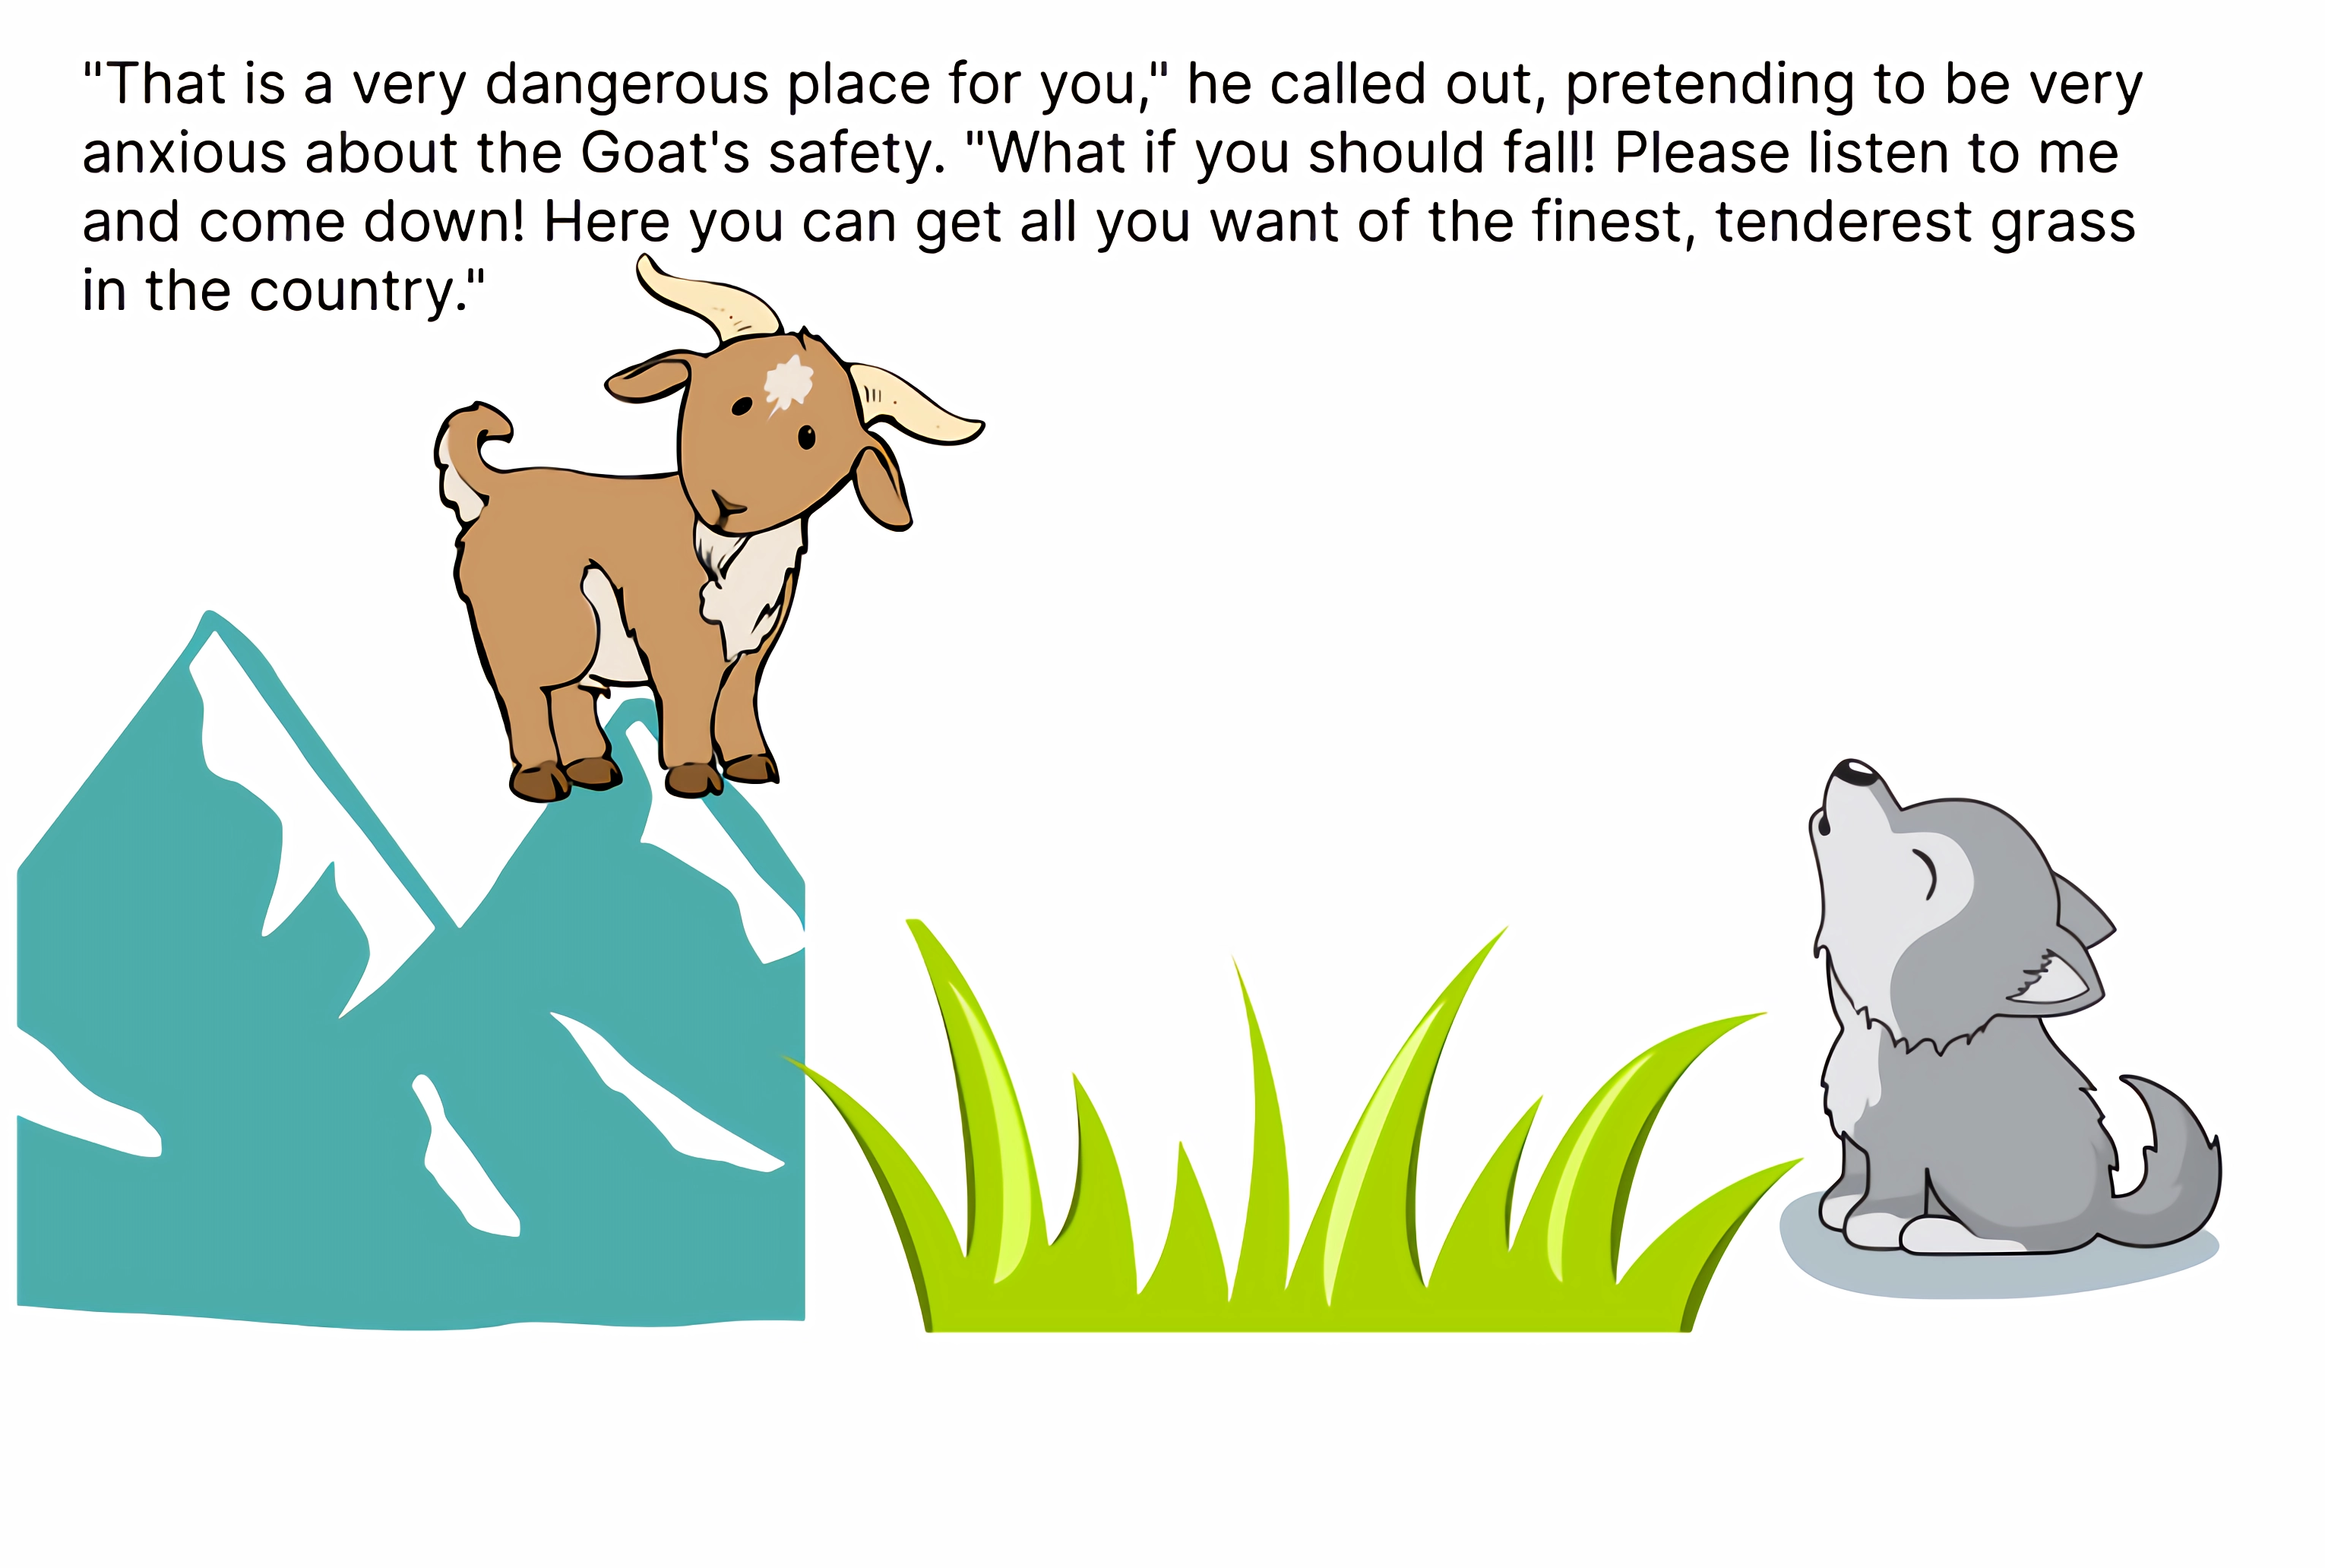 "That is a very dangerous place for you," he called out, pretending to be very
anxious about the Goat's safety. "What if you should fall! Please listen to me
and come down! Here you can get all you want of the finest, tenderest grass
in the country."